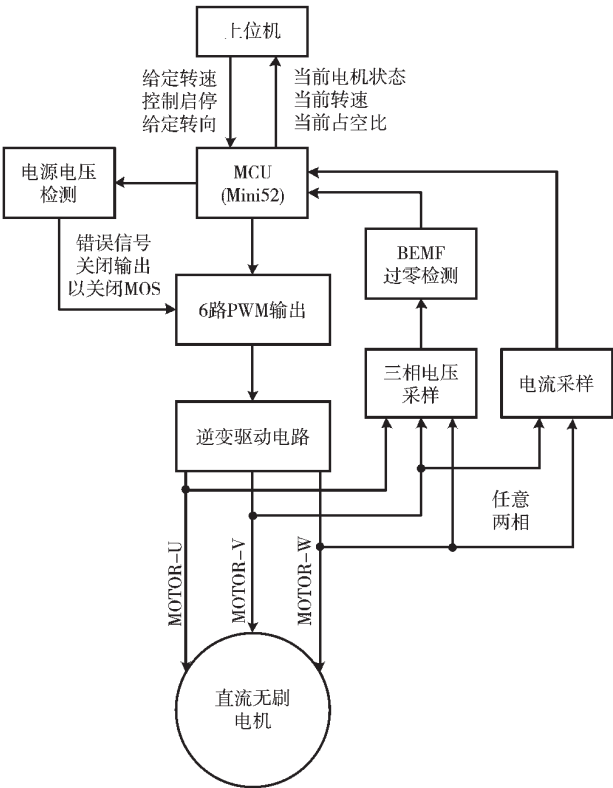 上位机
给定转速
控制启停
给定转向
当前电机状态
当前转速
当前占空比
电源电压
检测
MCU
(Mini52)
错误信号
关闭输出
以关闭MOS
BEMF
过零检测
6路PWM输出
三相电压
采样
电流采样
逆变驱动电路
任意
两相
MOTOR-U
MOTOR-V
MOTOR-W
直流无刷
电机